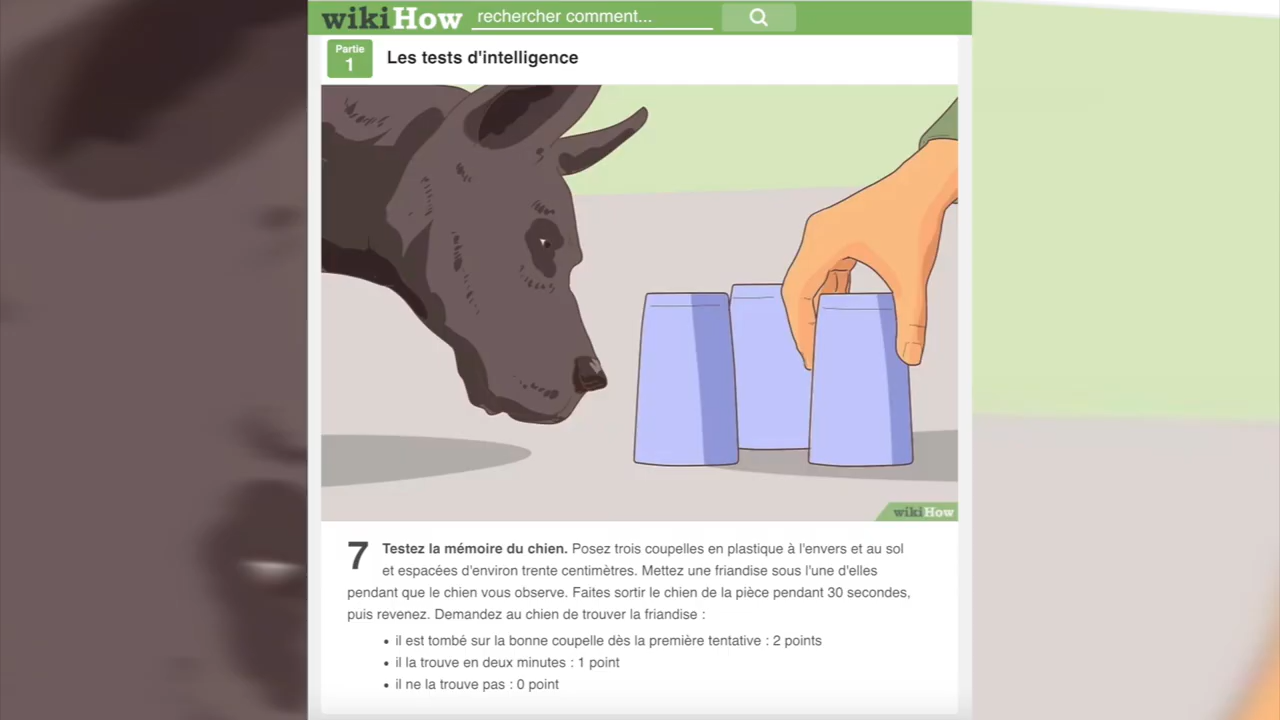 wikiHow rechercher comment...
Partie
1
Les tests d'intelligence
wikiHow
7 Testez la mémoire du chien. Posez trois coupelles en plastique à l'envers et au sol
et espacées d'environ trente centimètres. Mettez une friandise sous l'une d'elles
pendant que le chien vous observe. Faites sortir le chien de la pièce pendant 30 secondes,
puis revenez. Demandez au chien de trouver la friandise :
• il est tombé sur la bonne coupelle dès la première tentative : 2 points
• il la trouve en deux minutes : 1 point
• il ne la trouve pas : 0 point